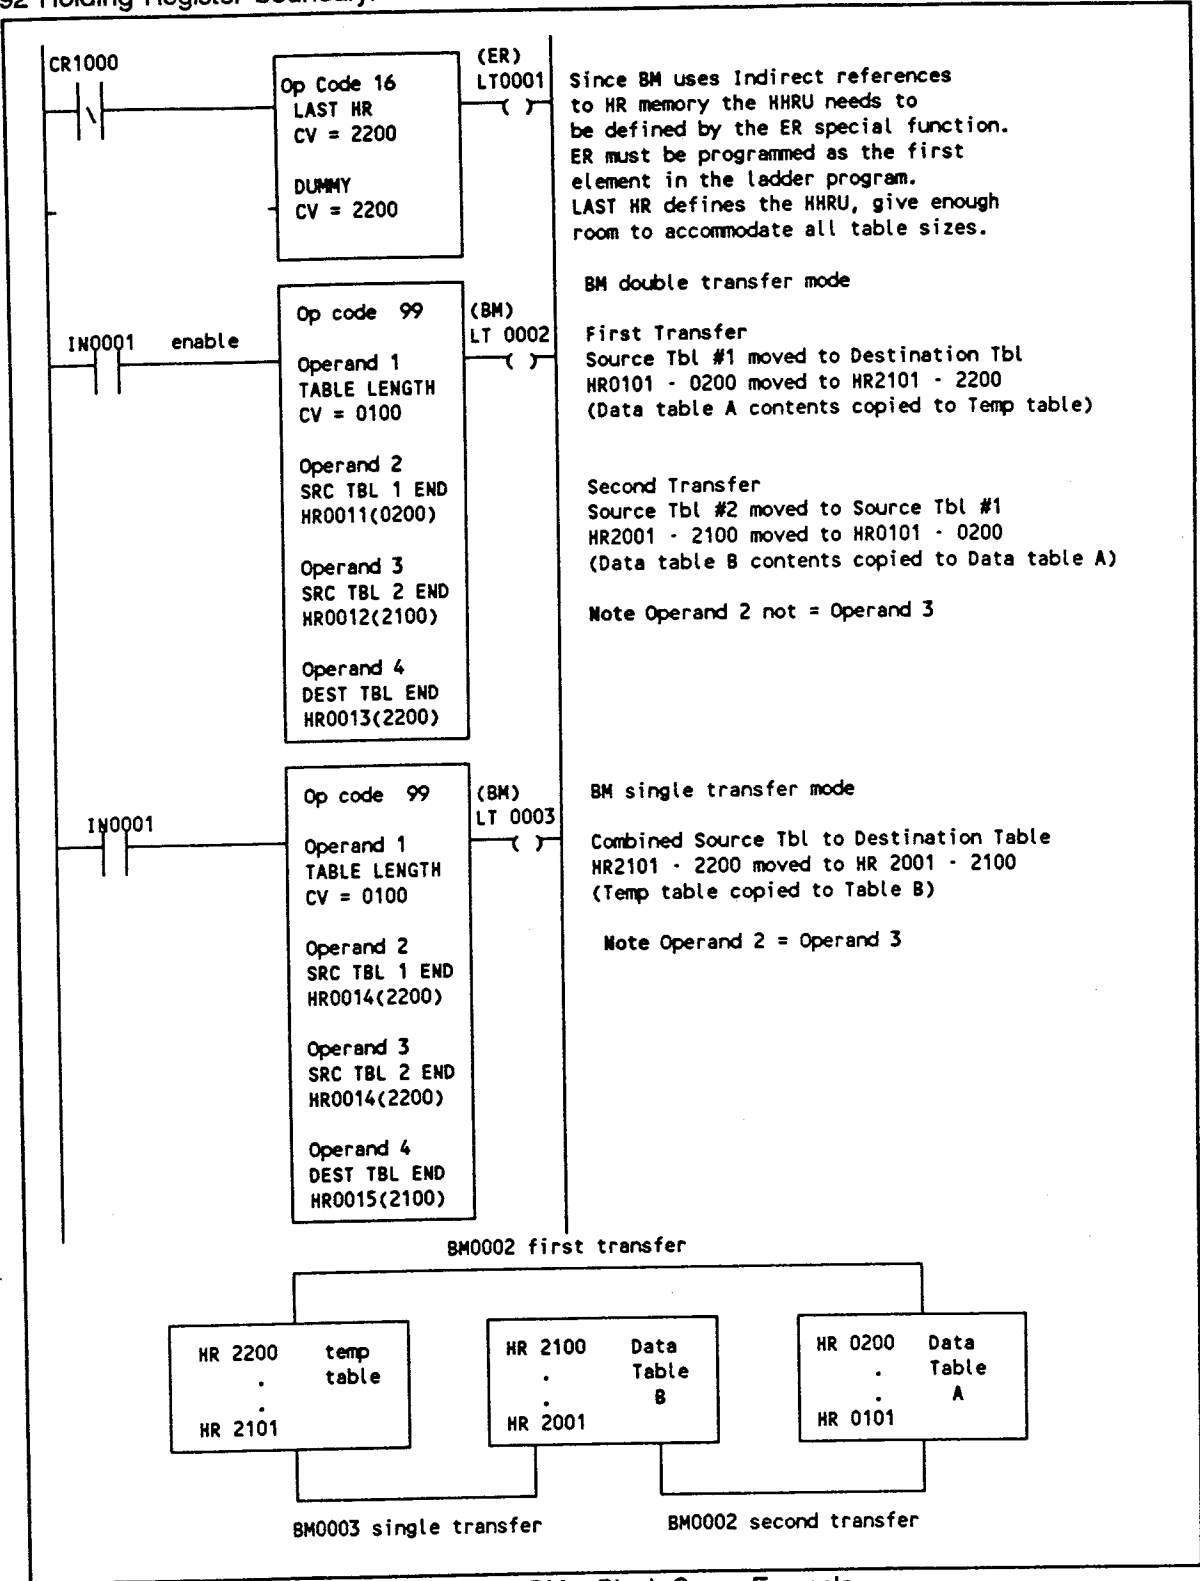 92 Holding Register boundary.
CR1000
(ER)
LT0001
Op Code 16
LAST HR
CV = 2200
DUMMY
CV = 2200
Since BM uses Indirect references
to HR memory the HHRU needs to
be defined by the ER special function.
ER must be programmed as the first
element in the ladder program.
LAST HR defines the HHRU, give enough
room to accommodate all table sizes.
BM double transfer mode
IN0001 enable
Op code 99
(BM)
LT 0002
Operand 1
TABLE LENGTH
CV = 0100
Operand 2
SRC TBL 1 END
HR0011(0200)
Operand 3
SRC TBL 2 END
HR0012(2100)
Operand 4
DEST TBL END
HR0013(2200)
First Transfer
Source Tbl #1 moved to Destination Tbl
HR0101 - 0200 moved to HR2101 - 2200
(Data table A contents copied to Temp table)
Second Transfer
Source Tbl #2 moved to Source Tbl #1
HR2001 - 2100 moved to HR0101 - 0200
(Data table B contents copied to Data table A)
Note Operand 2 not = Operand 3
IN0001
Op code 99
(BM)
LT 0003
Operand 1
TABLE LENGTH
CV = 0100
Operand 2
SRC TBL 1 END
HR0014(2200)
Operand 3
SRC TBL 2 END
HR0014(2200)
Operand 4
DEST TBL END
HR0015(2100)
BM single transfer mode
Combined Source Tbl to Destination Table
HR2101 - 2200 moved to HR 2001 - 2100
(Temp table copied to Table B)
Note Operand 2 = Operand 3
BM0002 first transfer
HR 2200 temp
. table
.
HR 2101
HR 2100 Data
. Table
. B
HR 2001
HR 0200 Data
. Table
. A
HR 0101
BM0003 single transfer
BM0002 second transfer